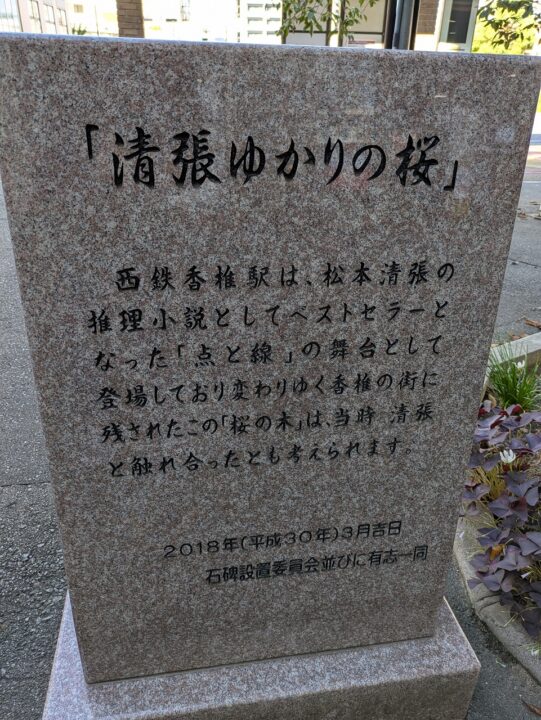 「清張ゆかりの桜」
西鉄香椎駅は、松本清張の
推理小説としてベストセラーと
なった「点と線」の舞台として
登場しており変わりゆく香椎の街に
残されたこの「桜の木」は、当時 清張
と触れ合ったとも考えられます。
2018年(平成30年)3月吉日
石碑設置委員会並びに有志一同